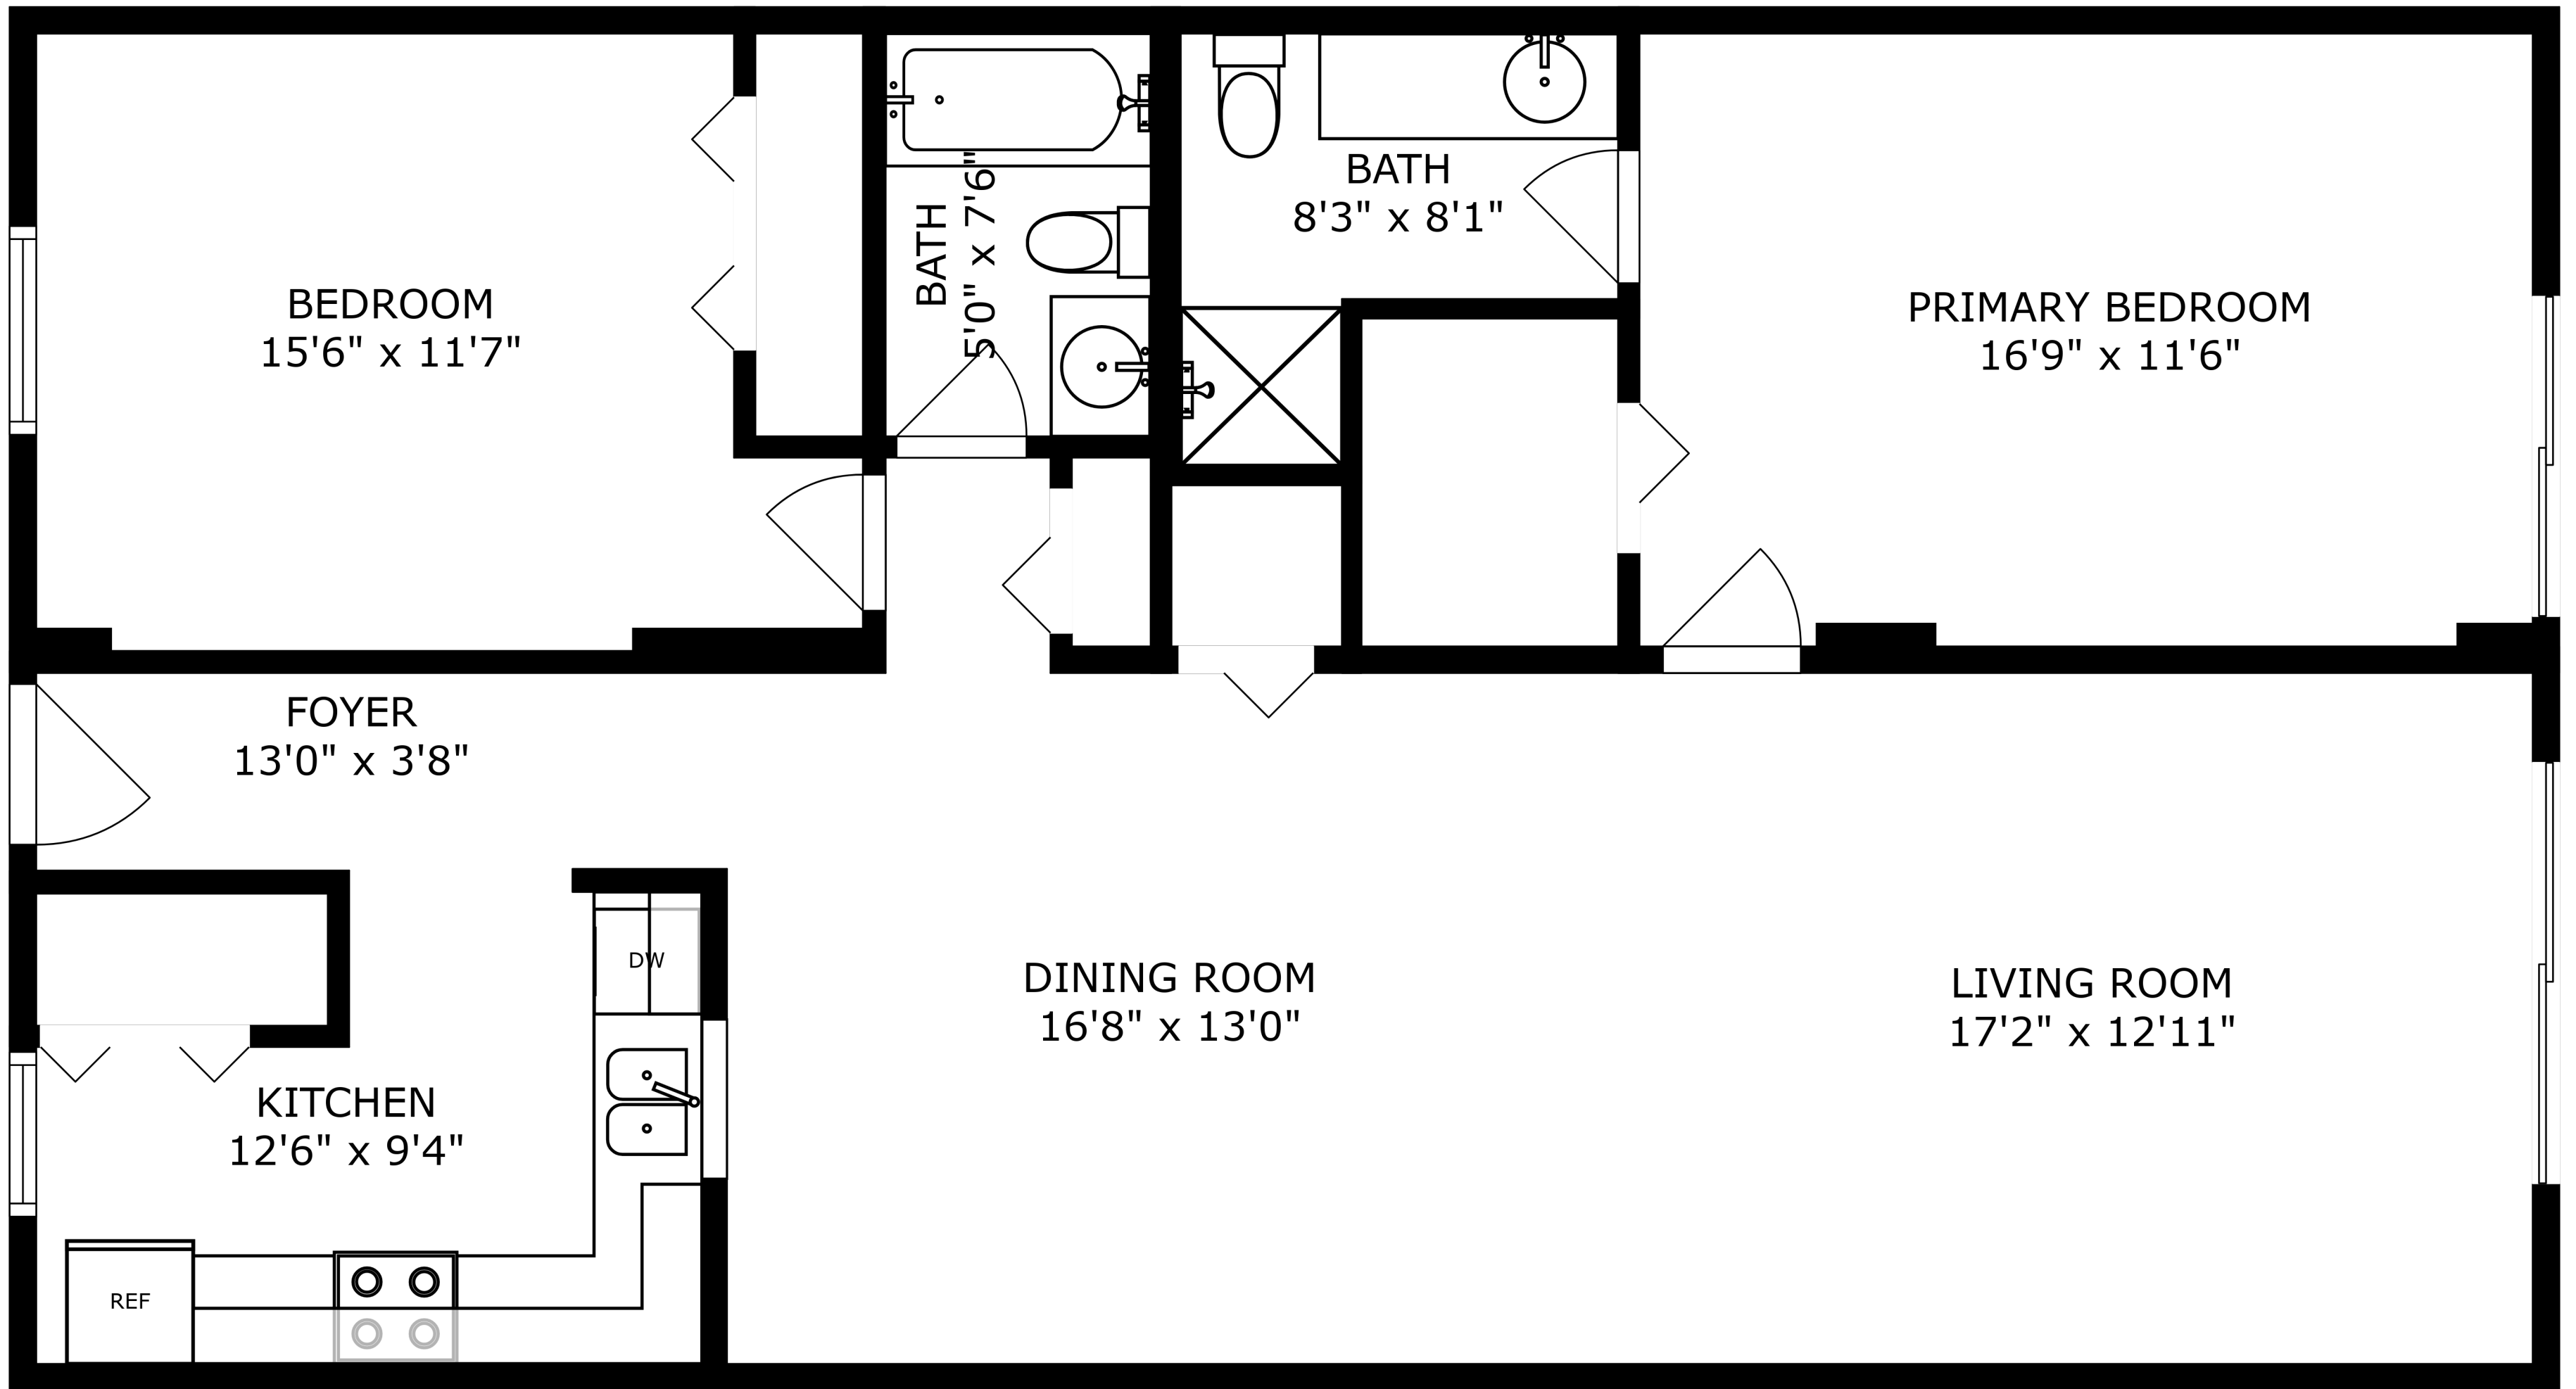 BEDROOM
15'6" x 11'7"
BATH
5'0" x 7'6"
BATH
8'3" x 8'1"
PRIMARY BEDROOM
16'9" x 11'6"
FOYER
13'0" x 3'8"
DW
KITCHEN
12'6" x 9'4"
REF
DINING ROOM
16'8" x 13'0"
LIVING ROOM
17'2" x 12'11"